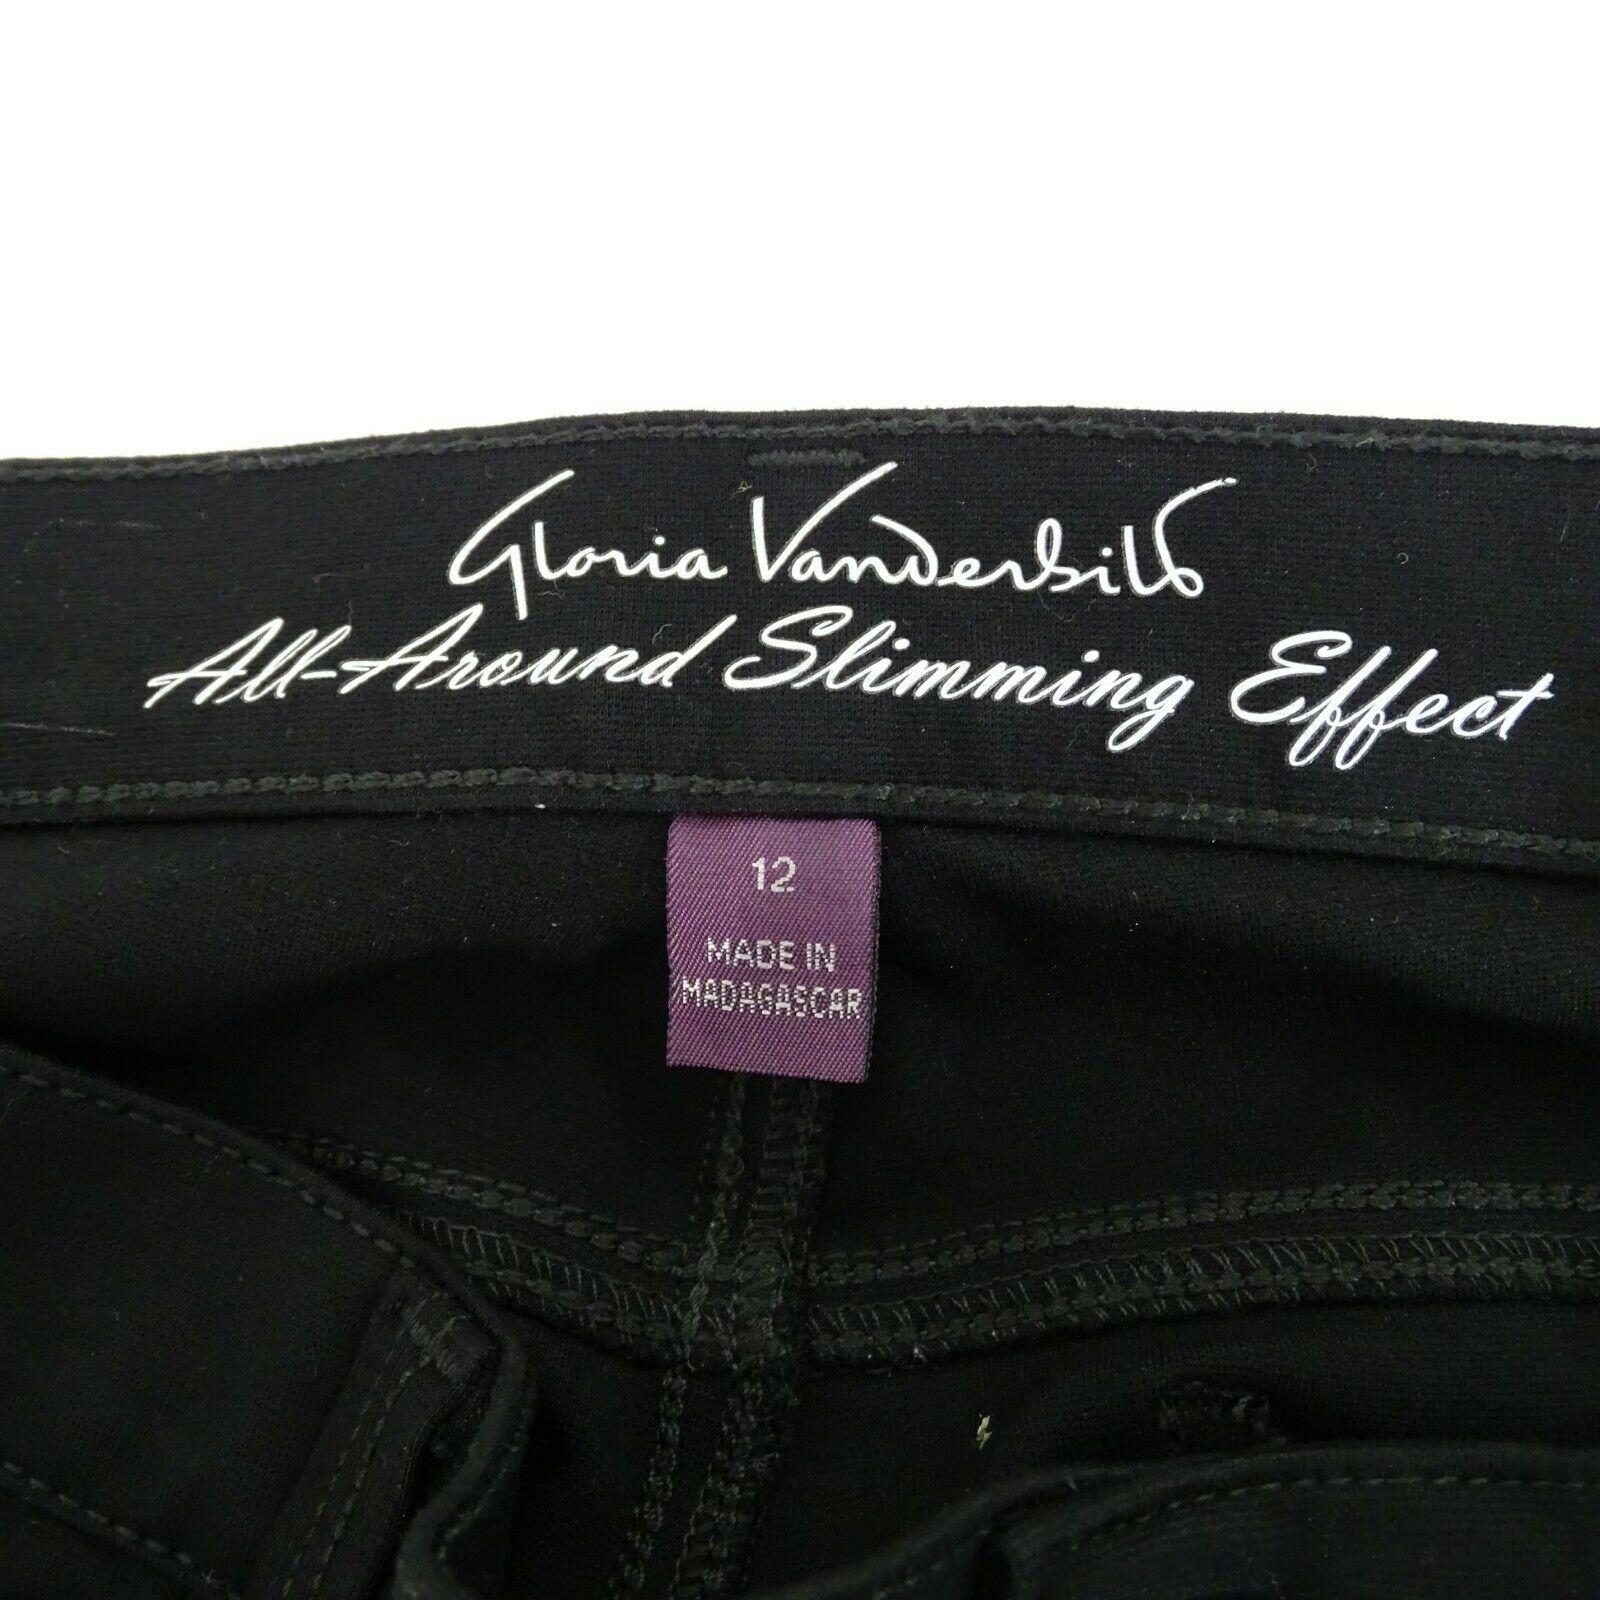 Gloria Vanderbilt
All-Around Slimming Effect
12
MADE IN
MADAGASCAR